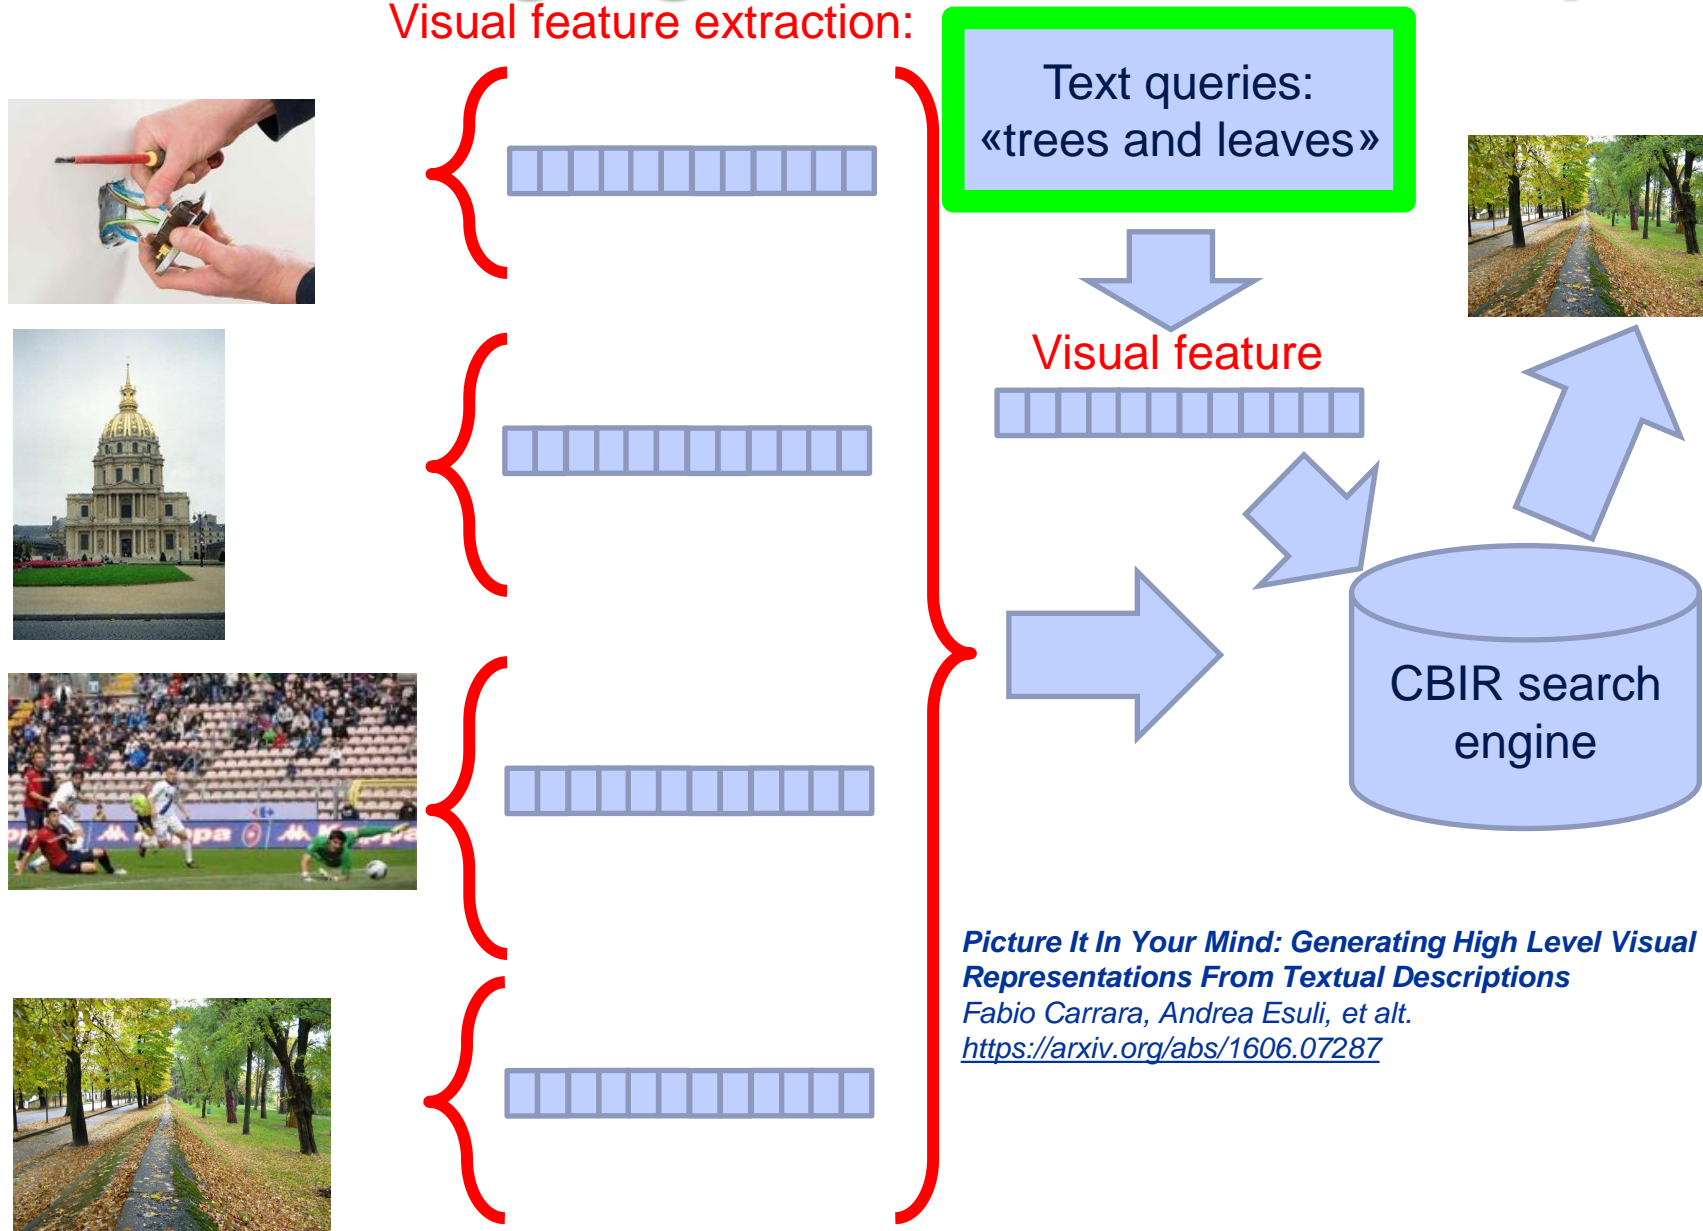 Visual feature extraction:
Text queries:
«trees and leaves»
Visual feature
CBIR search
engine
Kappa
Picture It In Your Mind: Generating High Level Visual
Representations From Textual Descriptions
Fabio Carrara, Andrea Esuli, et alt.
https://arxiv.org/abs/1606.07287